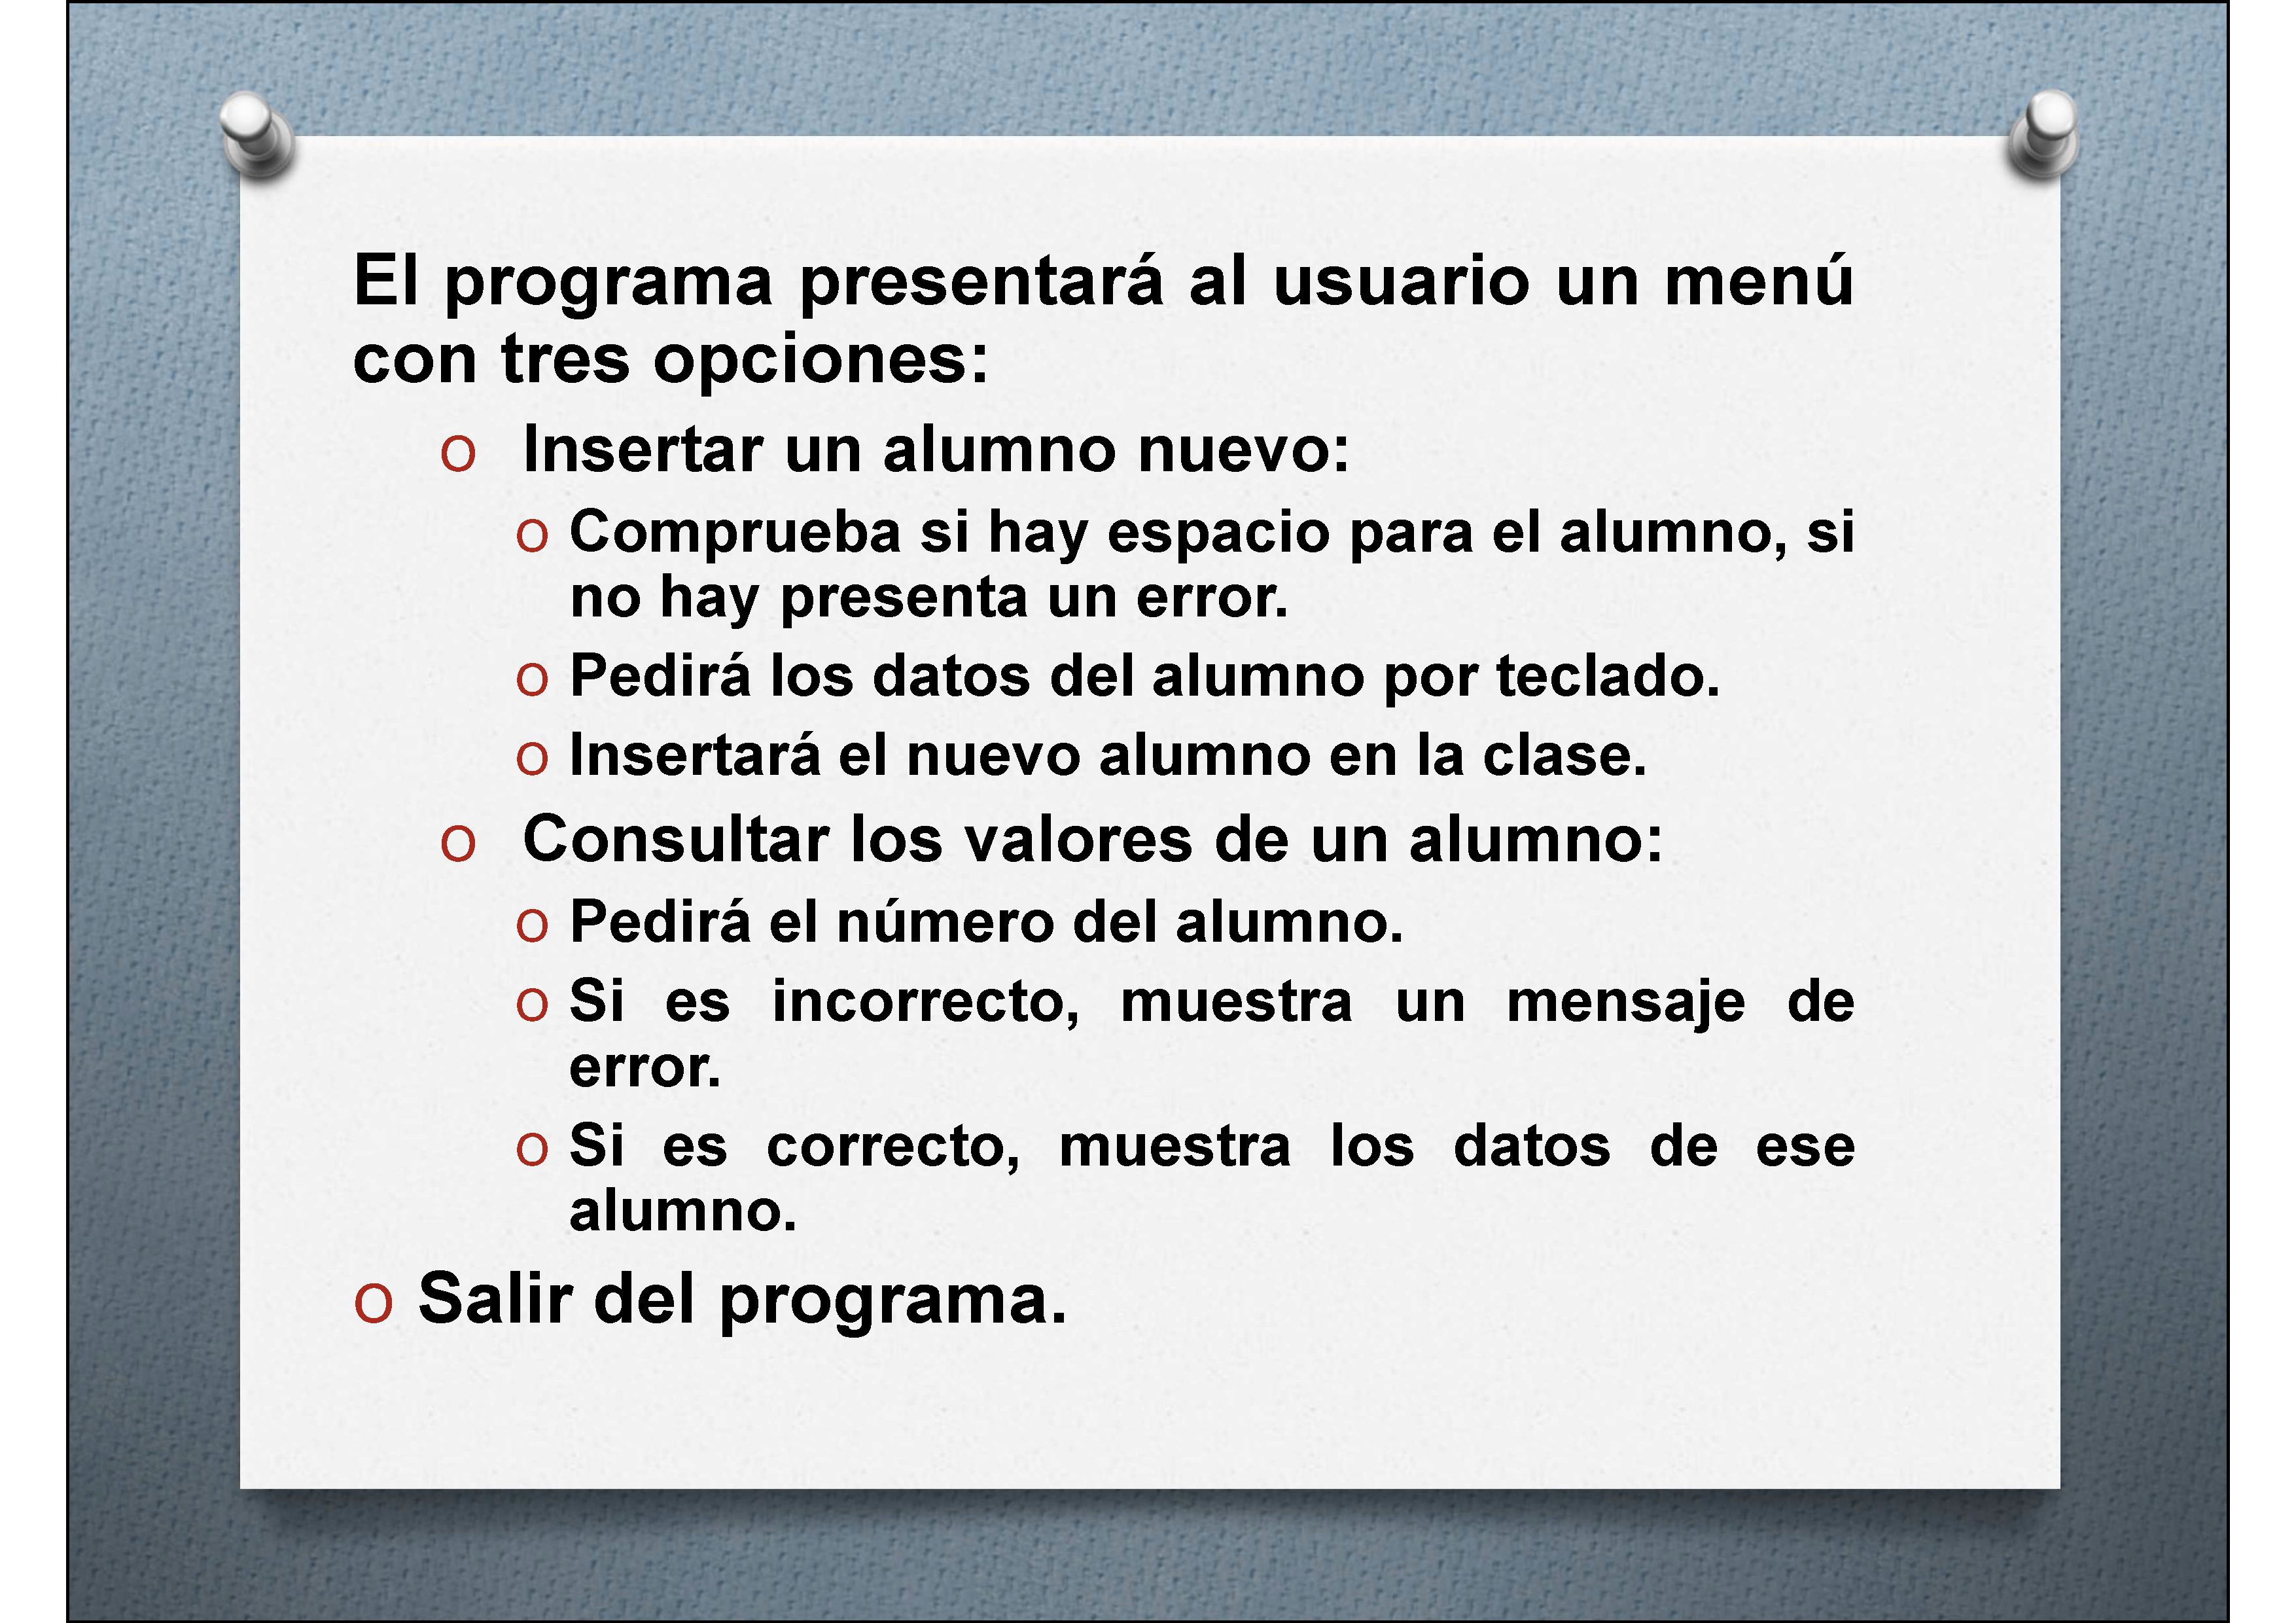 El programa presentará al usuario un menú
con tres opciones:
o Insertar un alumno nuevo:
o Comprueba si hay espacio para el alumno, si
no hay presenta un error.
o Pedirá los datos del alumno por teclado.
o Insertará el nuevo alumno en la clase.
o Consultar los valores de un alumno:
o Pedirá el número del alumno.
o Si es incorrecto, muestra un mensaje de
error.
o Si es correcto, muestra los datos de ese
alumno.
o Salir del programa.